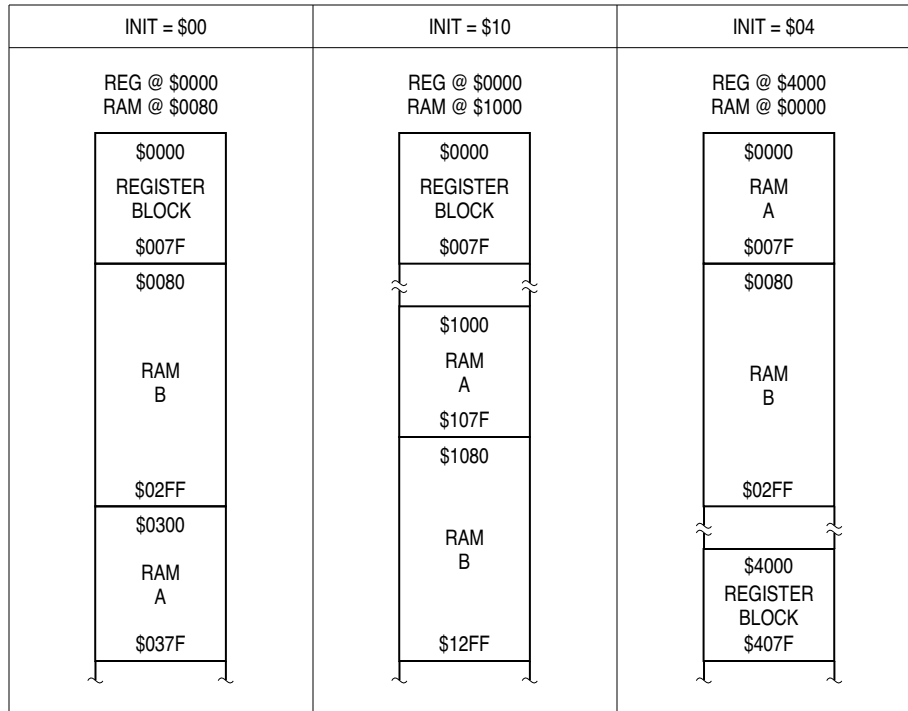 INIT = $00
REG @ $0000
RAM @ $0080
$0000
REGISTER
BLOCK
$007F
$0080
RAM
B
$02FF
$0300
RAM
A
$037F
INIT = $10
REG @ $0000
RAM @ $1000
$0000
REGISTER
BLOCK
$007F
$1000
RAM
A
$107F
$1080
RAM
B
$12FF
INIT = $04
REG @ $4000
RAM @ $0000
$0000
RAM
A
$007F
$0080
RAM
B
$02FF
$4000
REGISTER
BLOCK
$407F